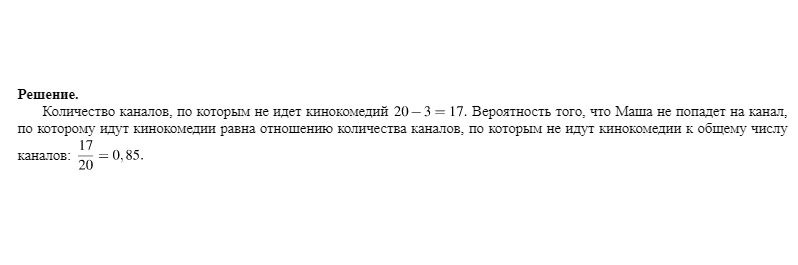 Решение.
Количество каналов, по которым не идет кинокомедий 20 − 3 = 17. Вероятность того, что Маша не попадет на канал,
по которому идут кинокомедии равна отношению количества каналов, по которым не идут кинокомедии к общему числу
каналов: 17/20 = 0,85.